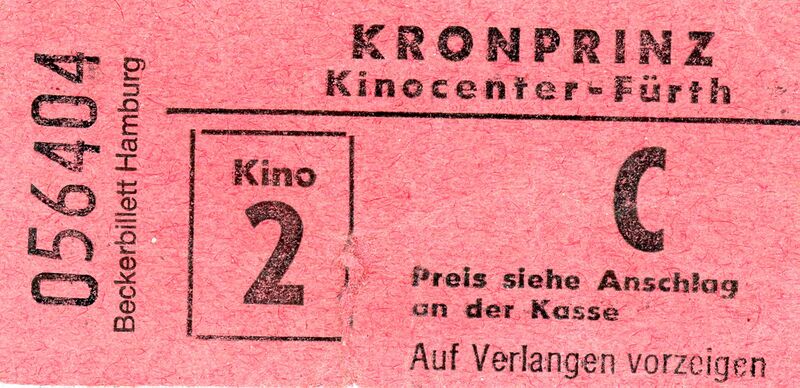 056404
Beckerbillett Hamburg
KRONPRINZ
Kinocenter-Fürth
Kino
2
C
Preis siehe Anschlag
an der Kasse
Auf Verlangen vorzeigen